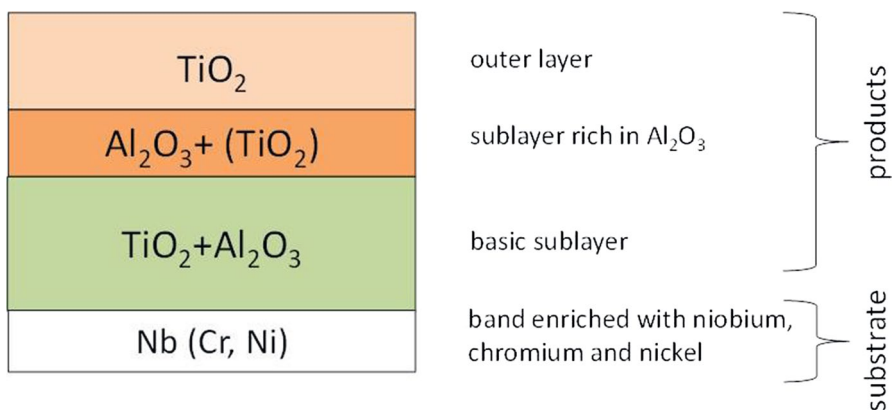 TiO₂
outer layer
Al₂O₃+ (TiO₂)
sublayer rich in Al₂O₃
TiO₂+Al₂O₃
basic sublayer
products
Nb (Cr, Ni)
band enriched with niobium,
chromium and nickel
substrate